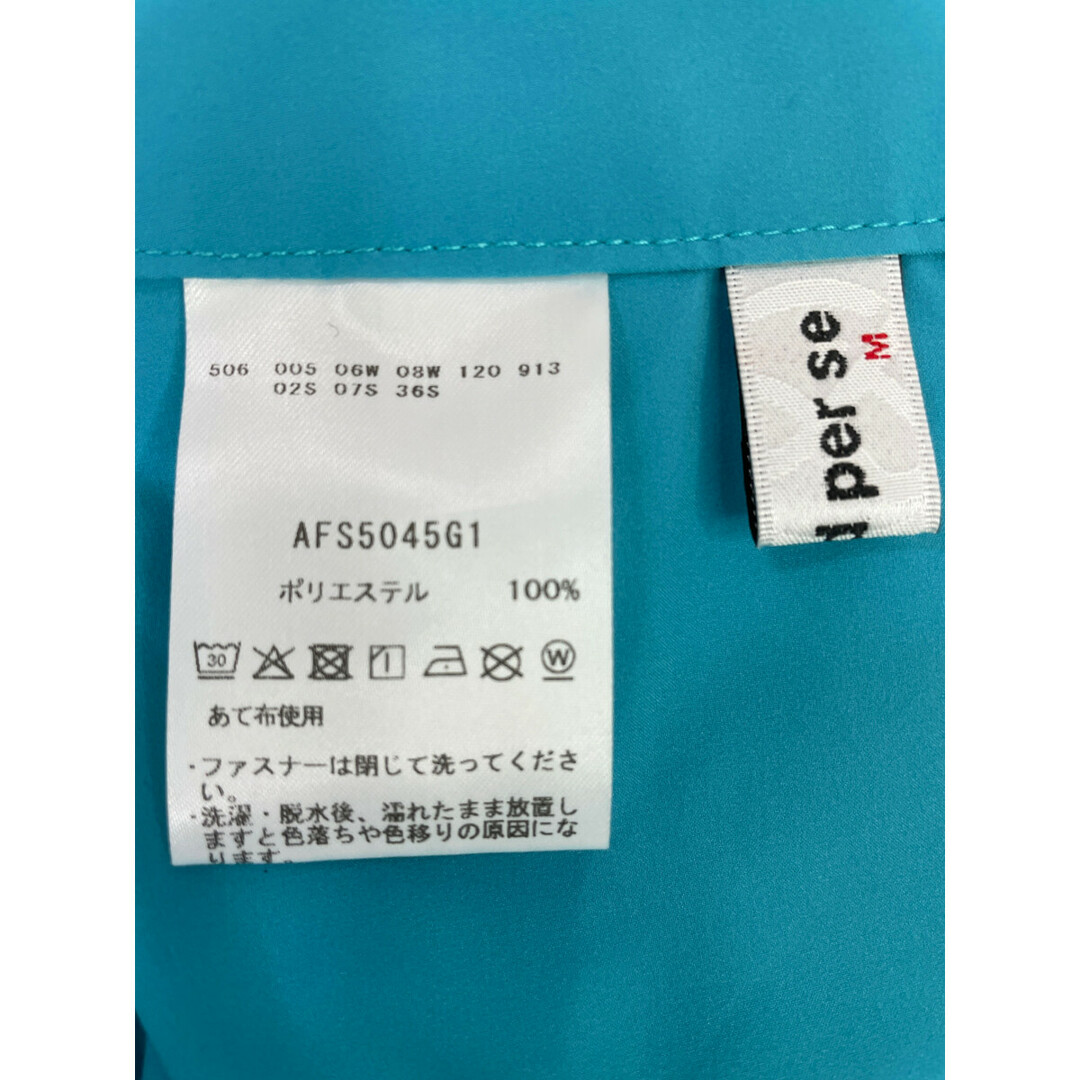 506 005 06W 08W 120 913
02S 07S 36S
AFS5045G1
ポリエステル 100%
30
W
あて布使用
・ファスナーは閉じて洗ってくださ
い。
・洗濯・脱水後、濡れたまま放置し
ますと色落ちや色移りの原因にな
ります。
per se
M